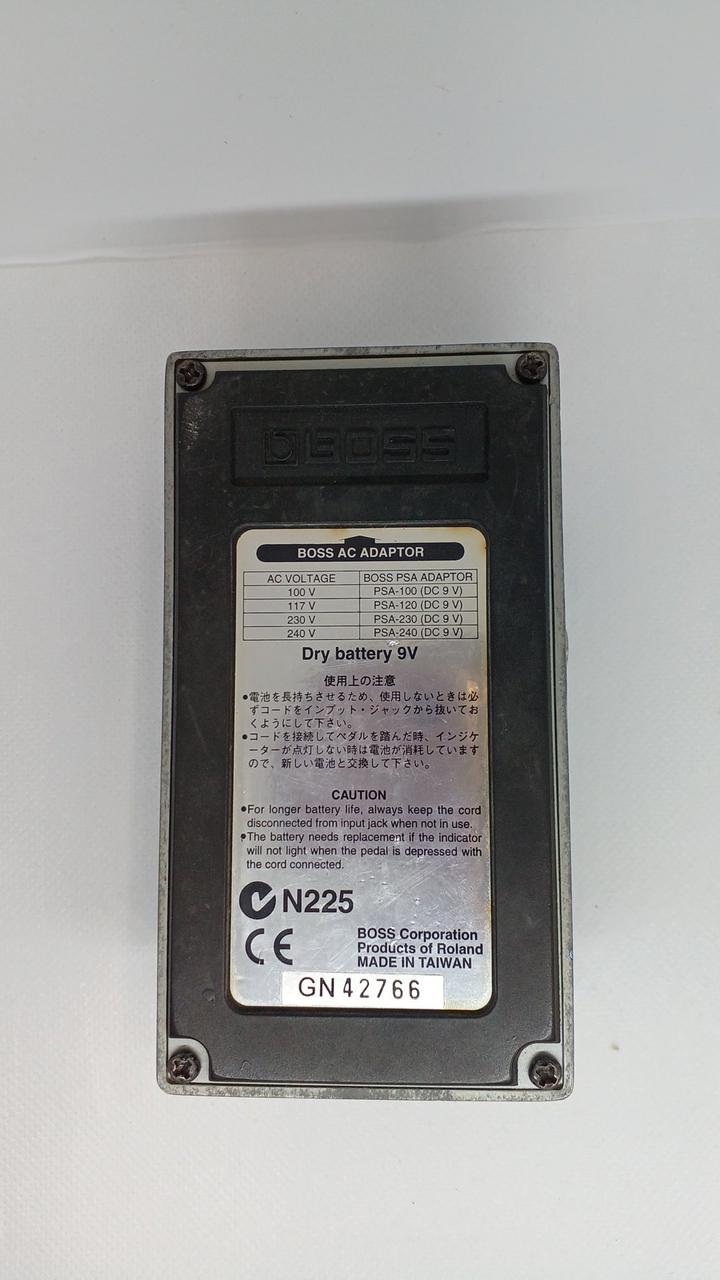 BOSS
BOSS AC ADAPTOR
AC VOLTAGE BOSS PSA ADAPTOR
100 V PSA-100 (DC 9 V)
117 V PSA-120 (DC 9 V)
230 V PSA-230 (DC 9 V)
240 V PSA-240 (DC 9 V)
Dry battery 9V
使用上の注意
●電池を長持ちさせるため、使用しないときは必
ずコードをインプット・ジャックから抜いてお
くようにして下さい。
●コードを接続してペダルを踏んだ時、インジケ
ーターが点灯しない時は電池が消耗しています
ので、新しい電池と交換して下さい。
CAUTION
●For longer battery life, always keep the cord
disconnected from input jack when not in use.
●The battery needs replacement if the indicator
will not light when the pedal is depressed with
the cord connected.
N225
CE
BOSS Corporation
Products of Roland
MADE IN TAIWAN
GN42766